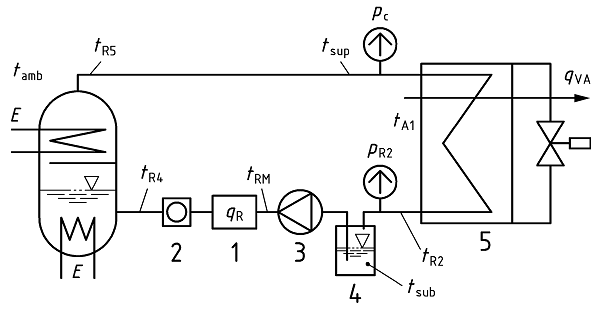 p_c
t_R5
t_sup
t_amb
q_VA
E
t_A1
p_R2
t_R4
t_RM
q_R
2
1
3
5
t_R2
E
4
t_sub